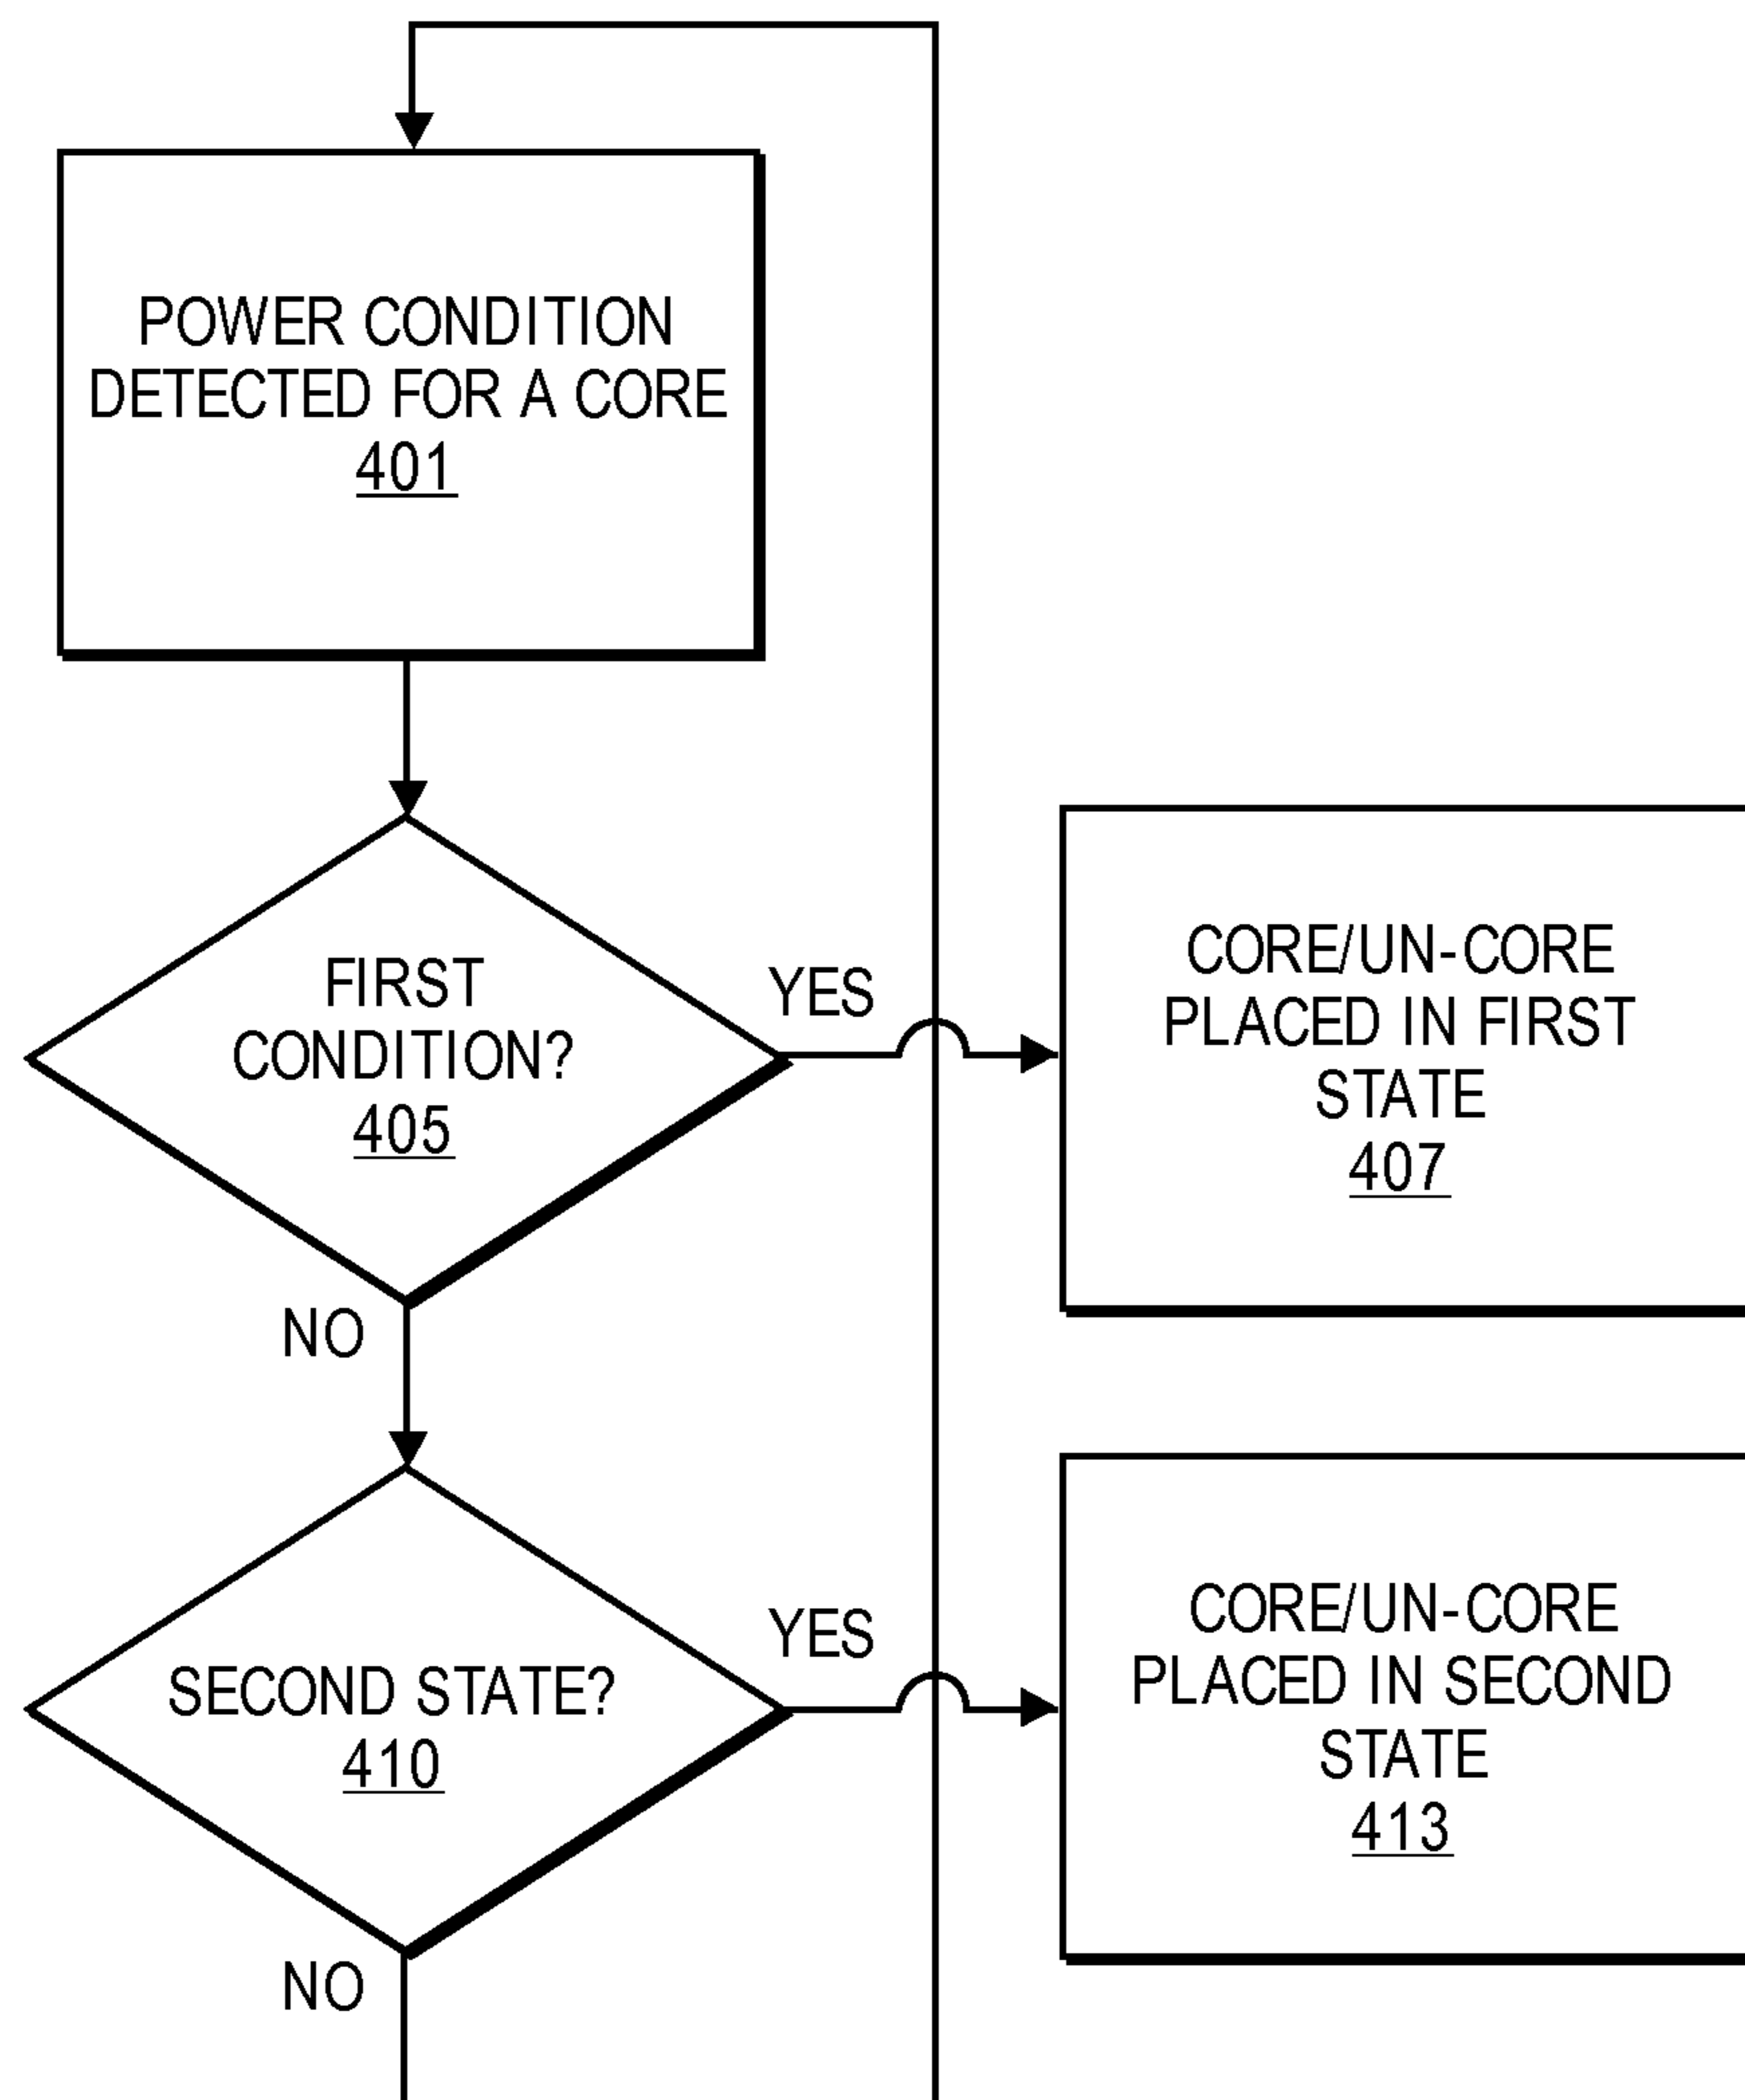 POWER CONDITION
DETECTED FOR A CORE
401
FIRST
CONDITION?
405
YES
CORE/UN-CORE
PLACED IN FIRST
STATE
407
NO
SECOND STATE?
410
YES
CORE/UN-CORE
PLACED IN SECOND
STATE
413
NO